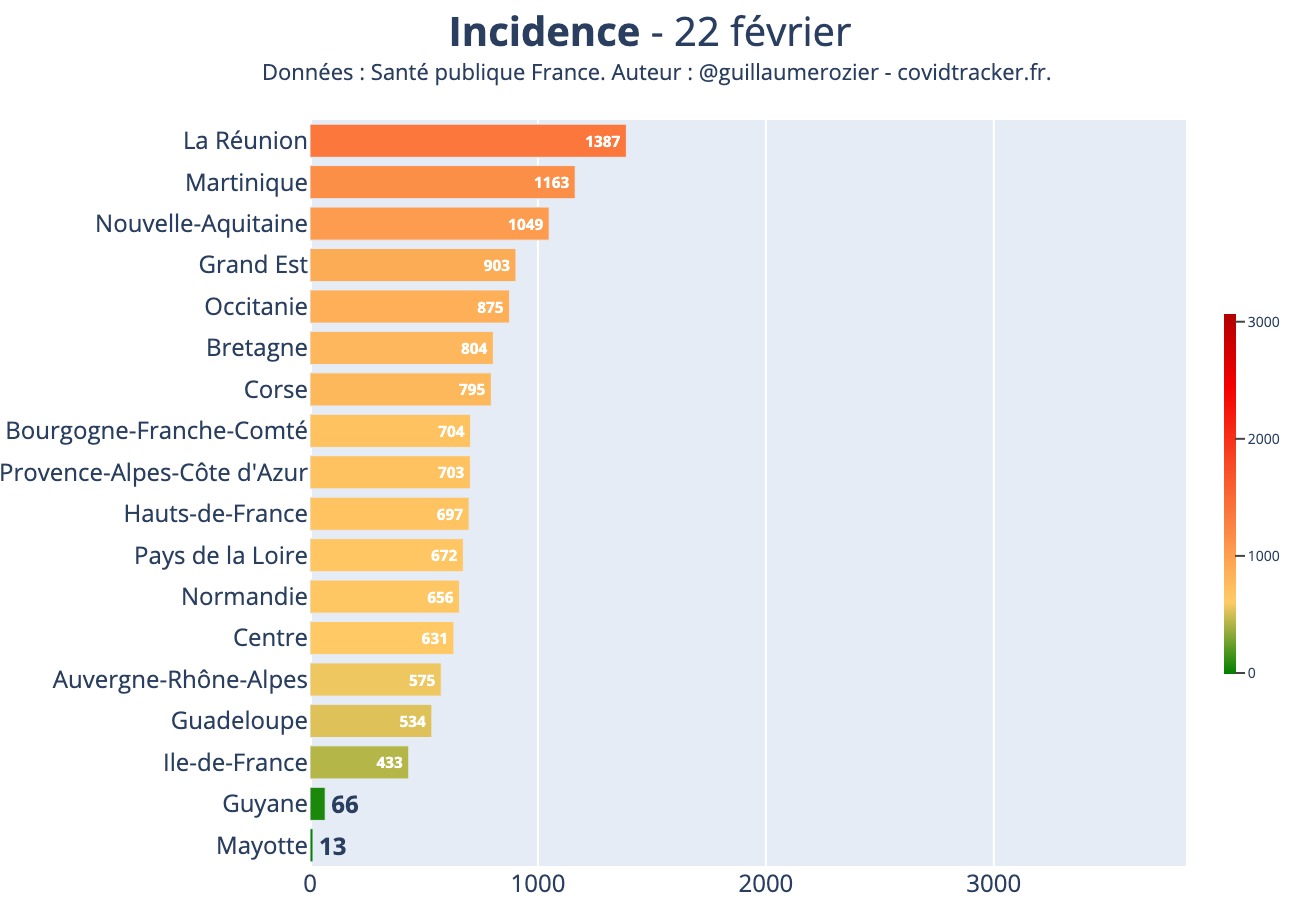 Incidence - 22 février
Données : Santé publique France. Auteur : @guillaumerozier - covidtracker.fr.
La Réunion 1387
Martinique 1163
Nouvelle-Aquitaine 1049
Grand Est 903
Occitanie 875
Bretagne 804
Corse 795
Bourgogne-Franche-Comté 704
Provence-Alpes-Côte d'Azur 703
Hauts-de-France 697
Pays de la Loire 672
Normandie 656
Centre 631
Auvergne-Rhône-Alpes 575
Guadeloupe 534
Ile-de-France 433
Guyane 66
Mayotte 13
0 1000 2000 3000
3000
2000
1000
0